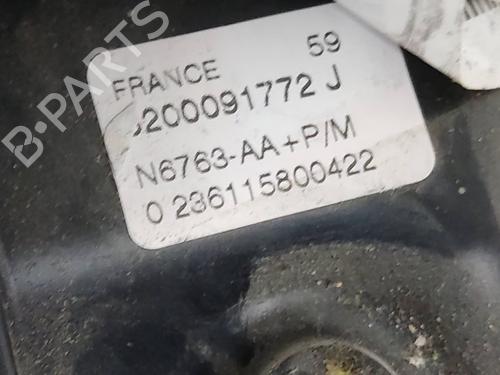 FRANCE 59
8200091772 J
N6763-AA+P/M
0 236115800422
B-PARTS